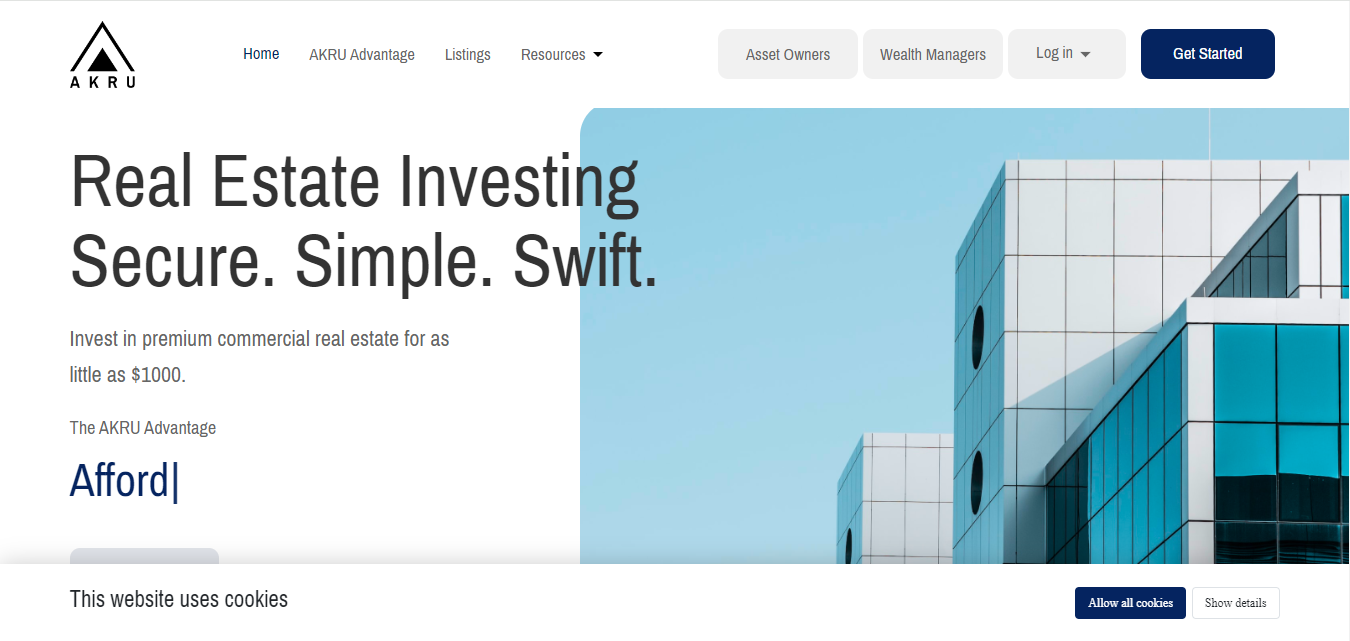 AKRU
Home
AKRU Advantage
Listings
Resources
Asset Owners
Wealth Managers
Log in
Get Started
Real Estate Investing
Secure. Simple. Swift.
Invest in premium commercial real estate for as
little as $1000.
The AKRU Advantage
Afford|
This website uses cookies
Allow all cookies
Show details